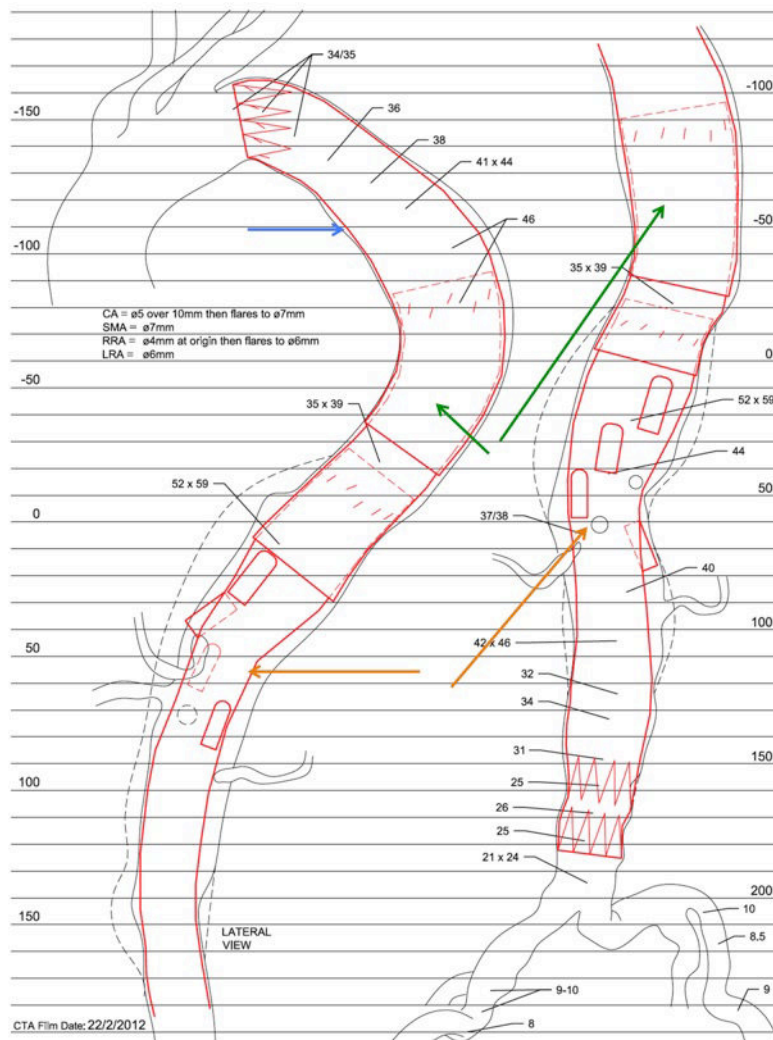 34/35
36
38
41 x 44
46
-150
-100
CA = ø5 over 10mm then flares to ø7mm
SMA = ø7mm
RRA = ø4mm at origin then flares to ø6mm
LRA = ø6mm
-50
35 x 39
52 x 59
0
50
100
150
LATERAL
VIEW
CTA Film Date: 22/2/2012
-100
-50
35 x 39
0
52 x 59
44
50
37/38
40
100
42 x 46
32
34
31
150
25
26
25
21 x 24
200
10
8,5
9-10
9
8